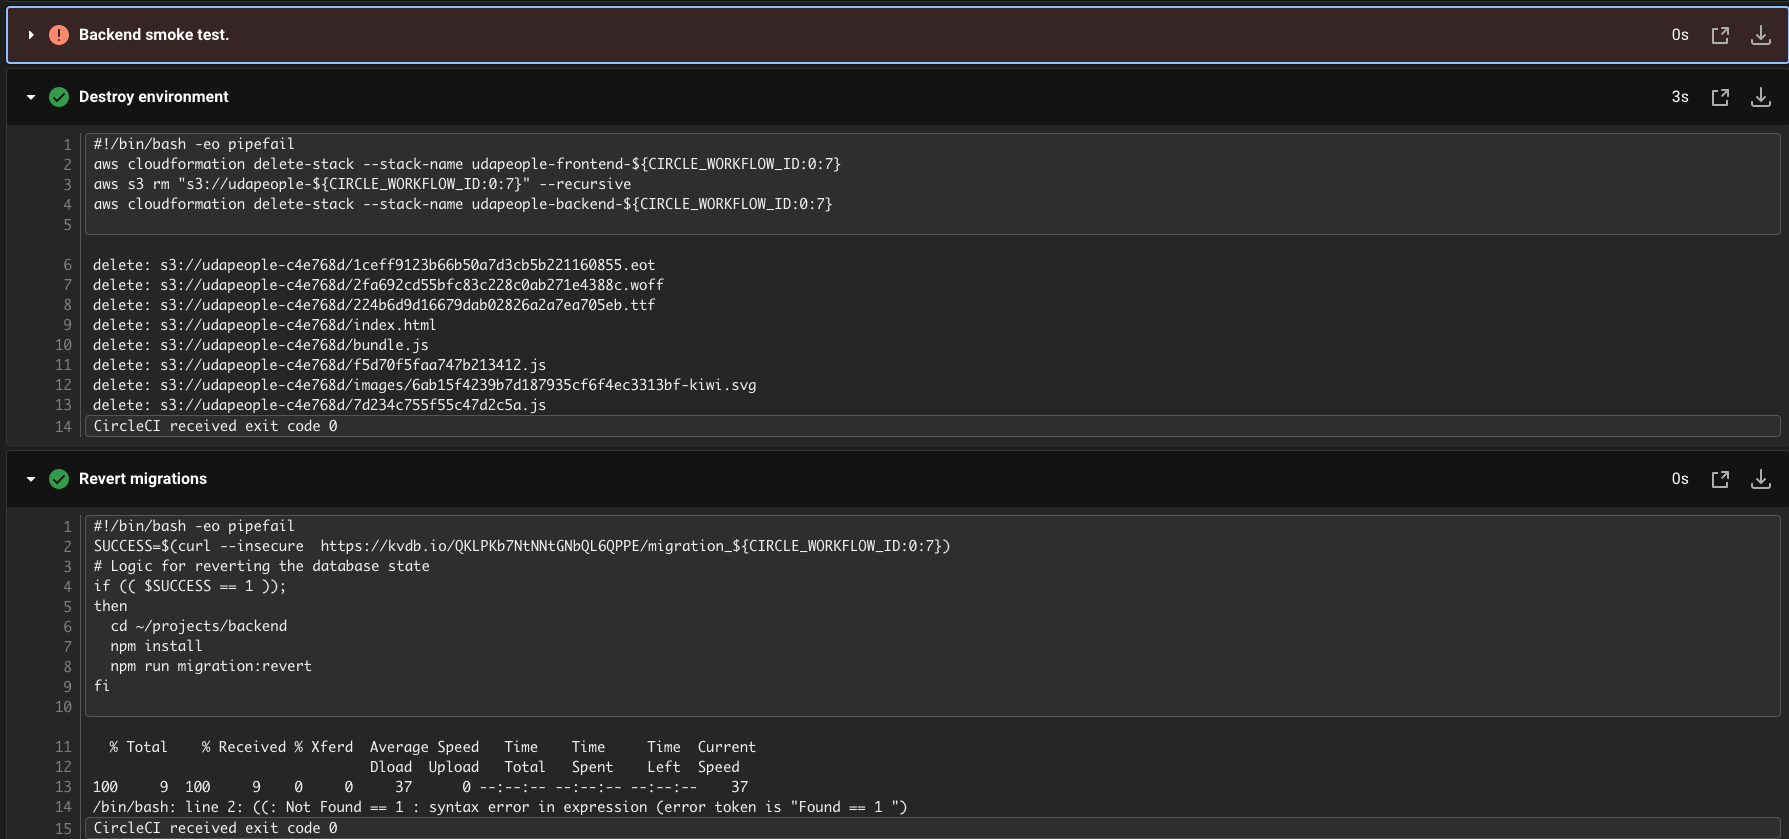 Backend smoke test.
0s
Destroy environment
3s
1 #!/bin/bash -eo pipefail
2 aws cloudformation delete-stack --stack-name udapeople-frontend-${CIRCLE_WORKFLOW_ID:0:7}
3 aws s3 rm "s3://udapeople-${CIRCLE_WORKFLOW_ID:0:7}" --recursive
4 aws cloudformation delete-stack --stack-name udapeople-backend-${CIRCLE_WORKFLOW_ID:0:7}
5
6 delete: s3://udapeople-c4e768d/1ceff9123b66b50a7d3cb5b221160855.eot
7 delete: s3://udapeople-c4e768d/2fa692cd55bfc83c228c0ab271e4388c.woff
8 delete: s3://udapeople-c4e768d/224b6d9d16679dab02826a2a7ea705eb.ttf
9 delete: s3://udapeople-c4e768d/index.html
10 delete: s3://udapeople-c4e768d/bundle.js
11 delete: s3://udapeople-c4e768d/f5d70f5faa747b213412.js
12 delete: s3://udapeople-c4e768d/images/6ab15f4239b7d187935cf6f4ec3313bf-kiwi.svg
13 delete: s3://udapeople-c4e768d/7d234c755f55c47d2c5a.js
14 CircleCI received exit code 0
Revert migrations
0s
1 #!/bin/bash -eo pipefail
2 SUCCESS=$(curl --insecure  https://kvdb.io/QKLPKb7NtNNtGNbQL6QPPE/migration_${CIRCLE_WORKFLOW_ID:0:7})
3 # Logic for reverting the database state
4 if (( $SUCCESS == 1 ));
5 then
6   cd ~/projects/backend
7   npm install
8   npm run migration:revert
9 fi
10
11   % Total    % Received % Xferd  Average Speed   Time    Time     Time  Current
12                                  Dload  Upload   Total   Spent    Left  Speed
13 100     9  100     9    0     0     37      0 --:--:-- --:--:-- --:--:--    37
14 /bin/bash: line 2: ((: Not Found == 1 : syntax error in expression (error token is "Found == 1 ")
15 CircleCI received exit code 0